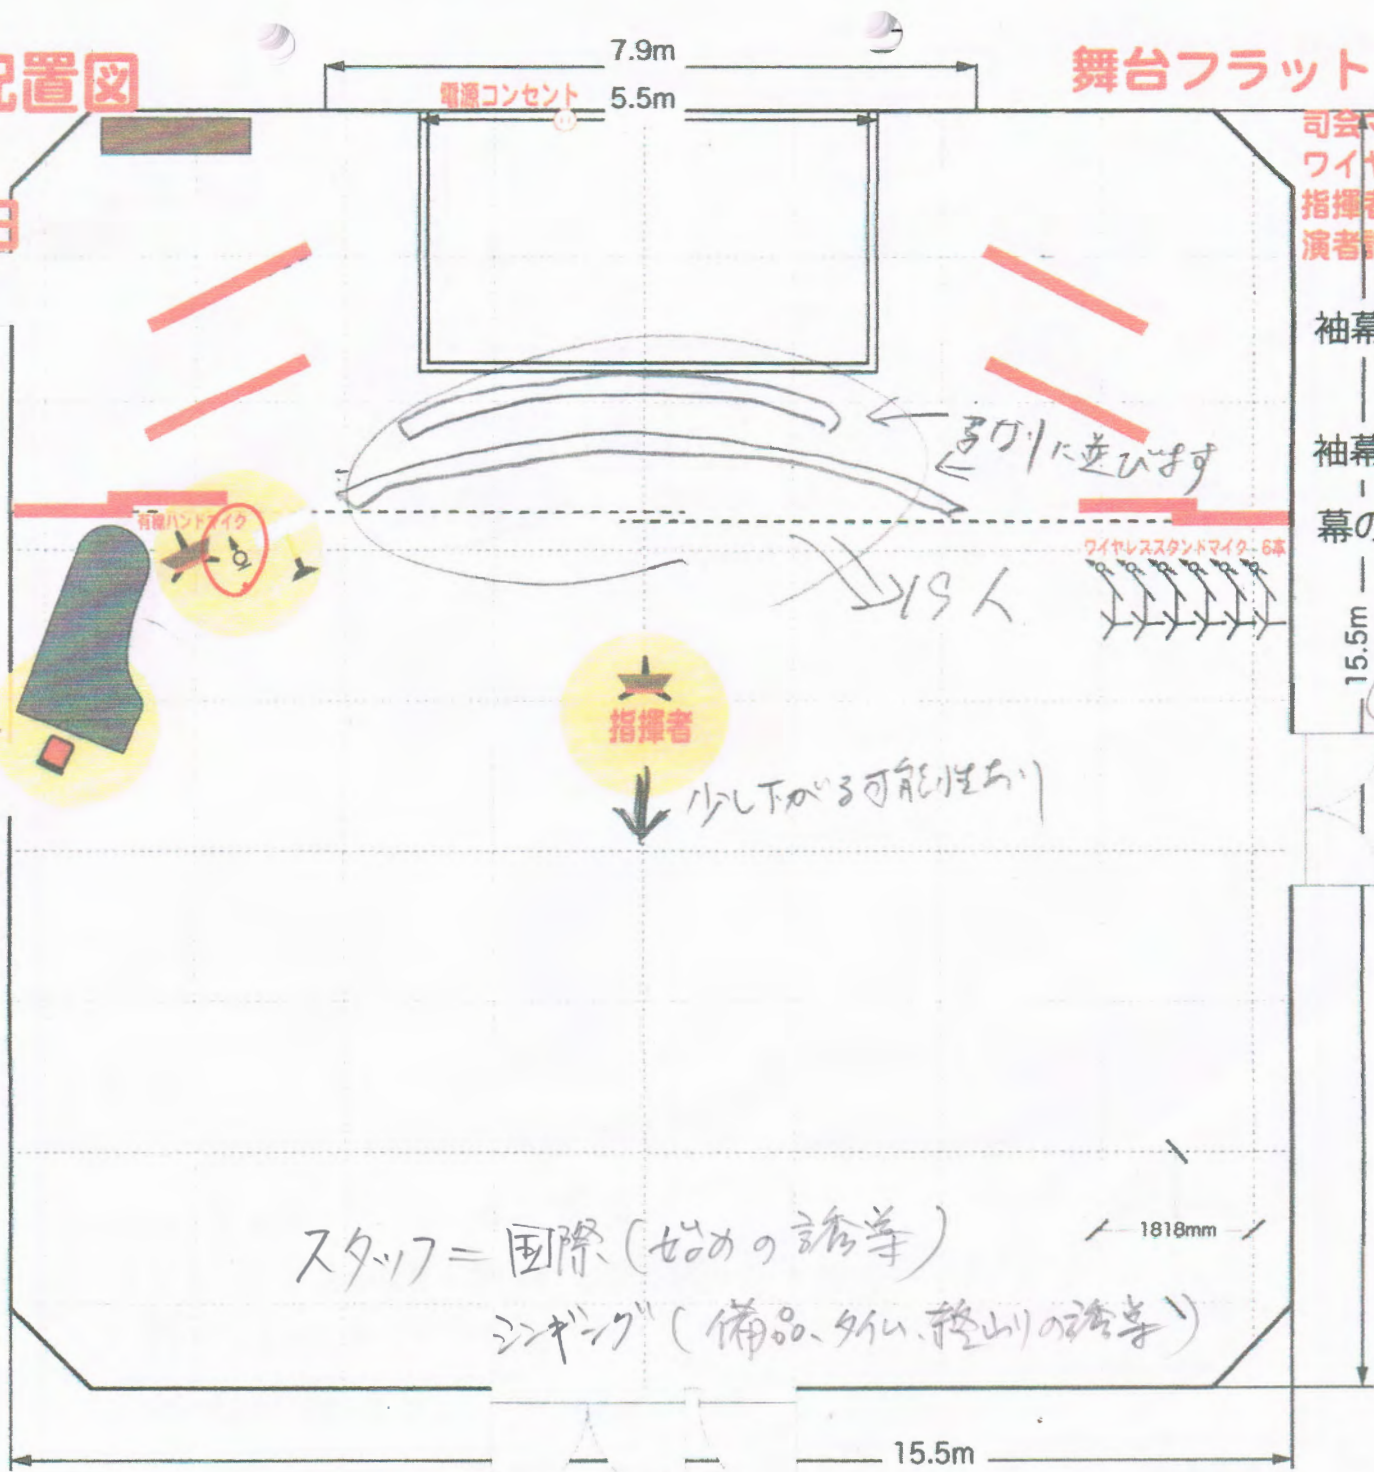 配置図
7.9m
舞台フラット
電源コンセント
5.5m
司会マ
ワイヤ
指揮者
演者
日
袖幕
弓なりに並びます
袖幕
有線ハンドマイク
幕の
ワイヤレススタンドマイク 6本
19人
15.5m
指揮者
少し下がる可能性あり
スタッフ=国際(始めの誘導)
1818mm
シンギング(備品、タイム、終わりの誘導)
15.5m